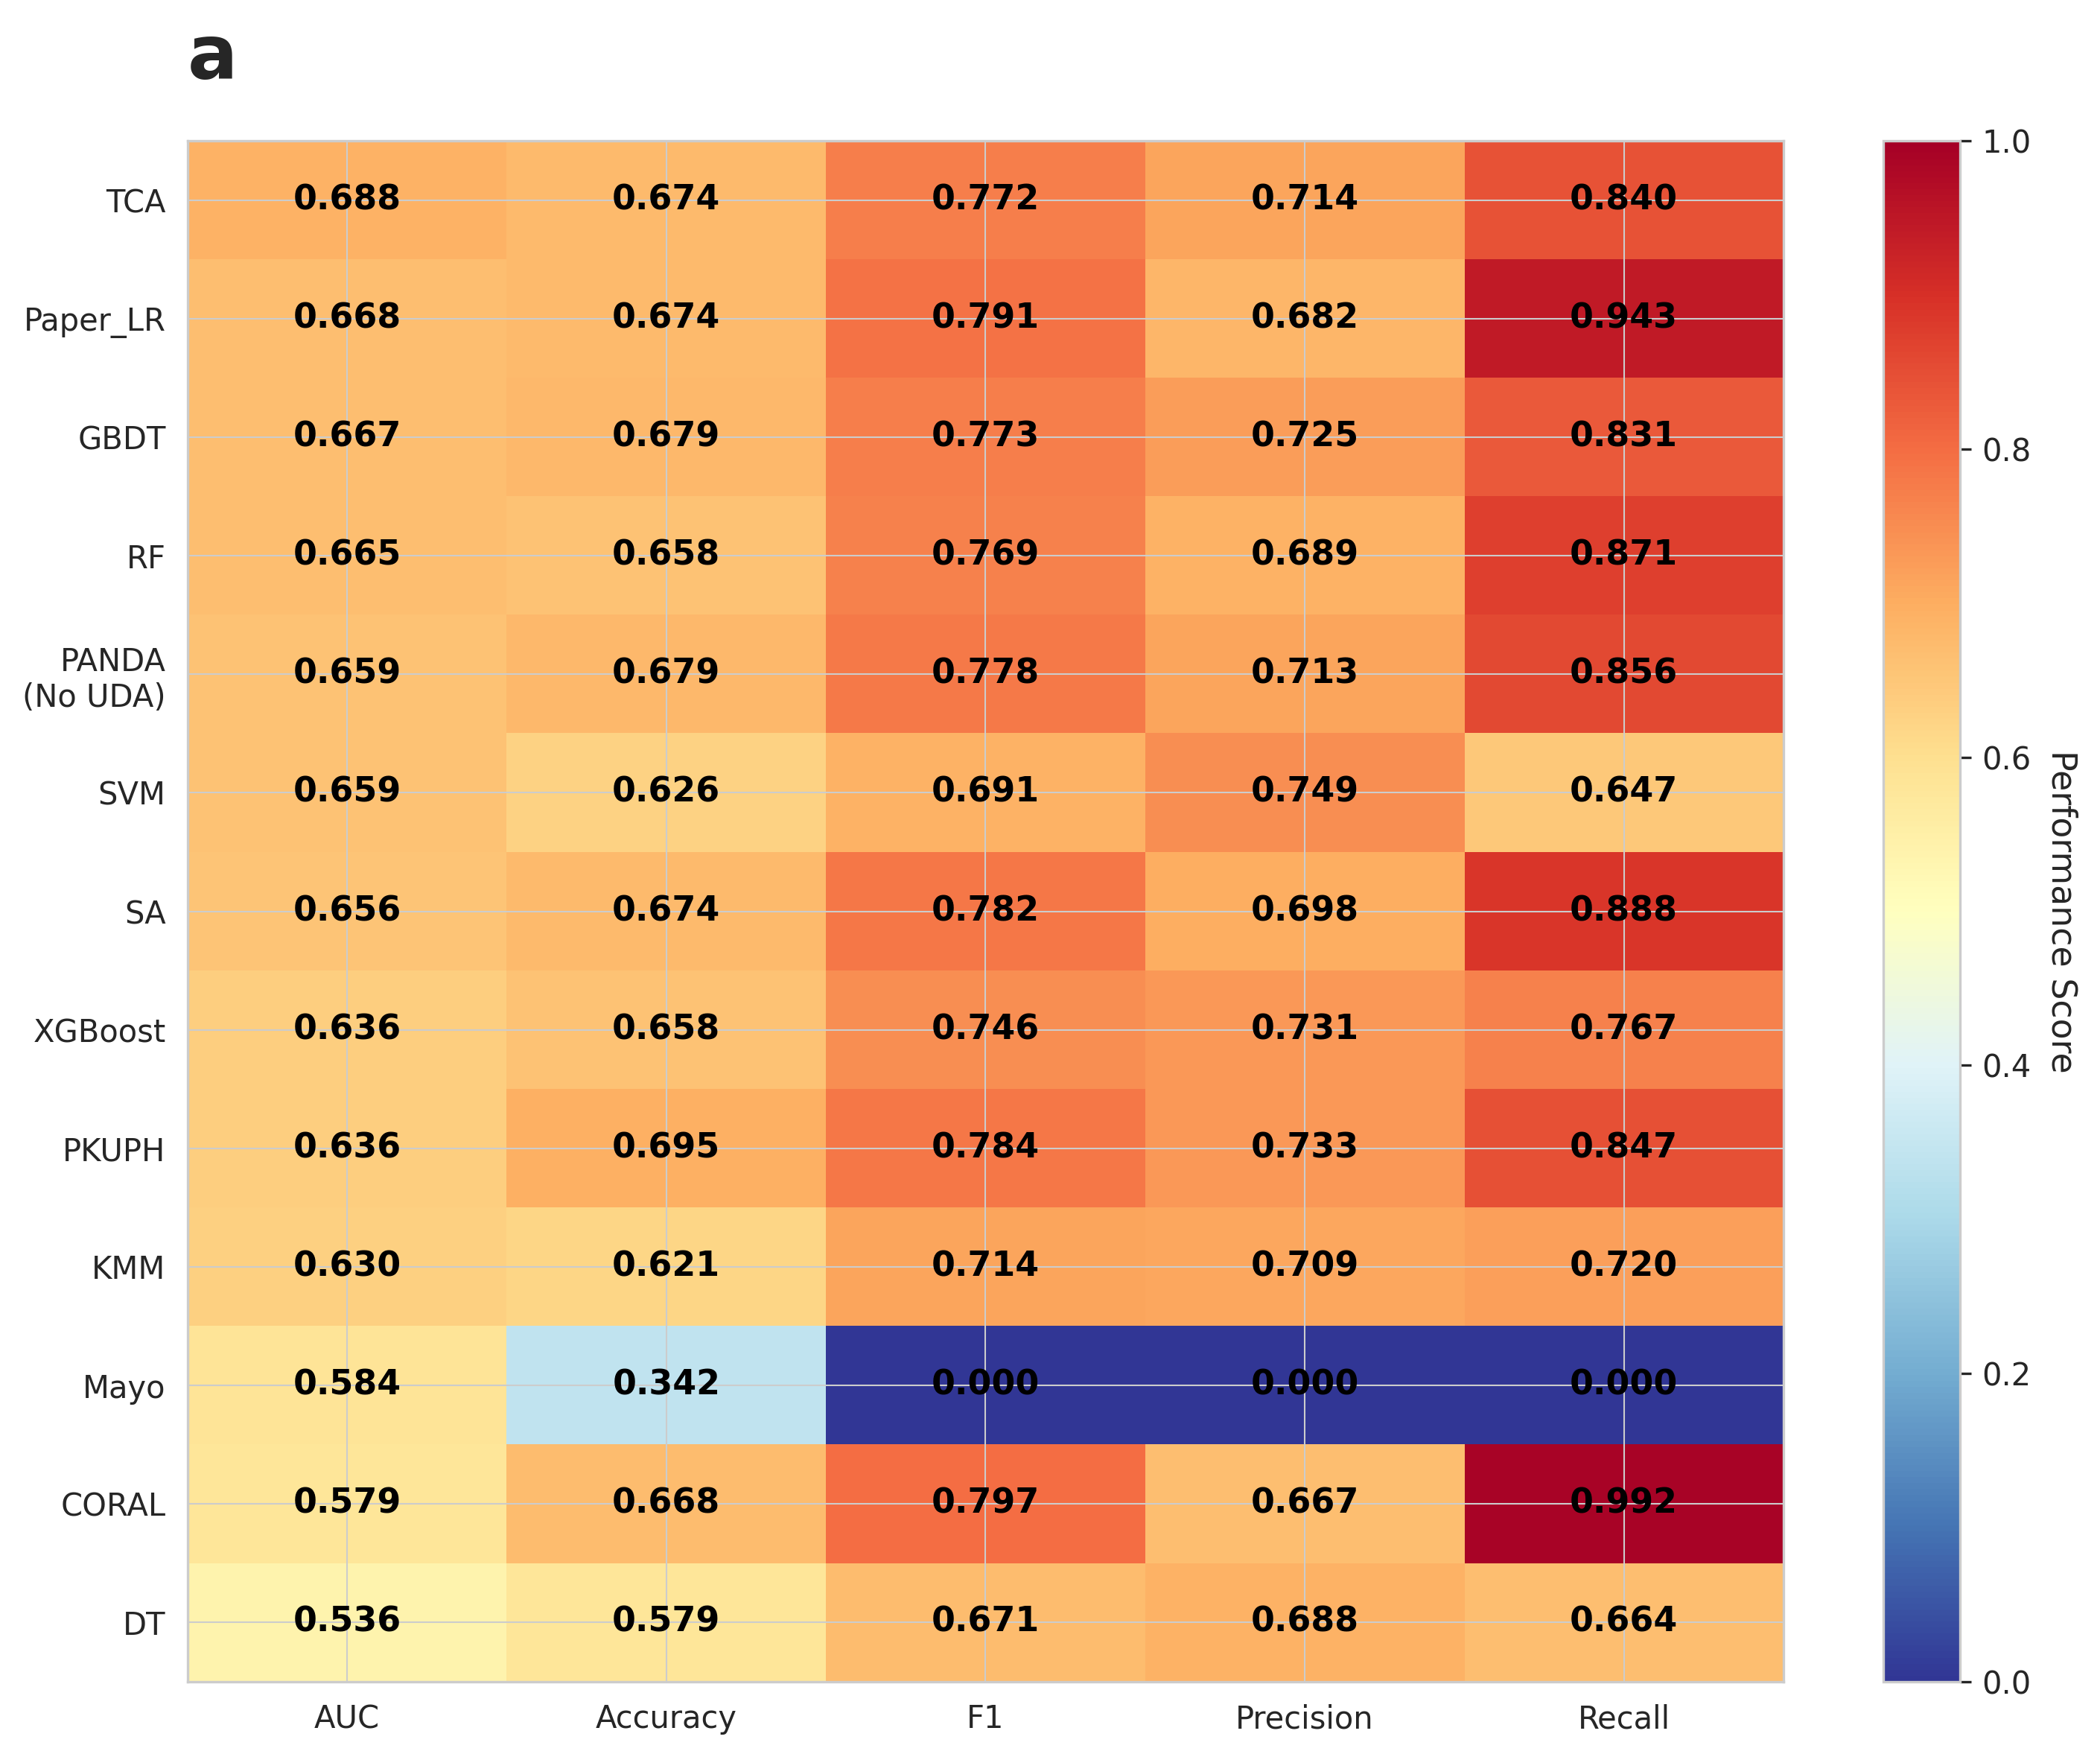 a
TCA 0.688 0.674 0.772 0.714 0.840
Paper_LR 0.668 0.674 0.791 0.682 0.943
GBDT 0.667 0.679 0.773 0.725 0.831
RF 0.665 0.658 0.769 0.689 0.871
PANDA
(No UDA) 0.659 0.679 0.778 0.713 0.856
SVM 0.659 0.626 0.691 0.749 0.647
SA 0.656 0.674 0.782 0.698 0.888
XGBoost 0.636 0.658 0.746 0.731 0.767
PKUPH 0.636 0.695 0.784 0.733 0.847
KMM 0.630 0.621 0.714 0.709 0.720
Mayo 0.584 0.342 0.000 0.000 0.000
CORAL 0.579 0.668 0.797 0.667 0.992
DT 0.536 0.579 0.671 0.688 0.664
AUC Accuracy F1 Precision Recall
1.0
0.8
0.6
0.4
0.2
0.0
Performance Score